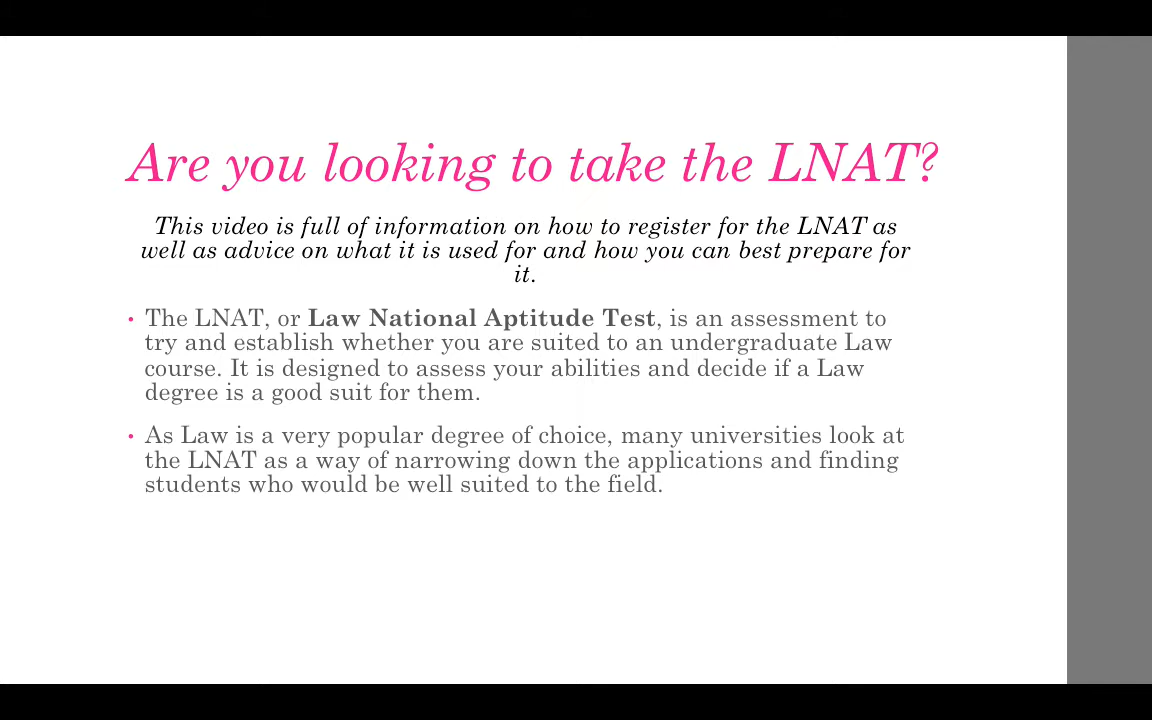 Are you looking to take the LNAT?
This video is full of information on how to register for the LNAT as
well as advice on what it is used for and how you can best prepare for
it.
• The LNAT, or Law National Aptitude Test, is an assessment to
try and establish whether you are suited to an undergraduate Law
course. It is designed to assess your abilities and decide if a Law
degree is a good suit for them.
• As Law is a very popular degree of choice, many universities look at
the LNAT as a way of narrowing down the applications and finding
students who would be well suited to the field.